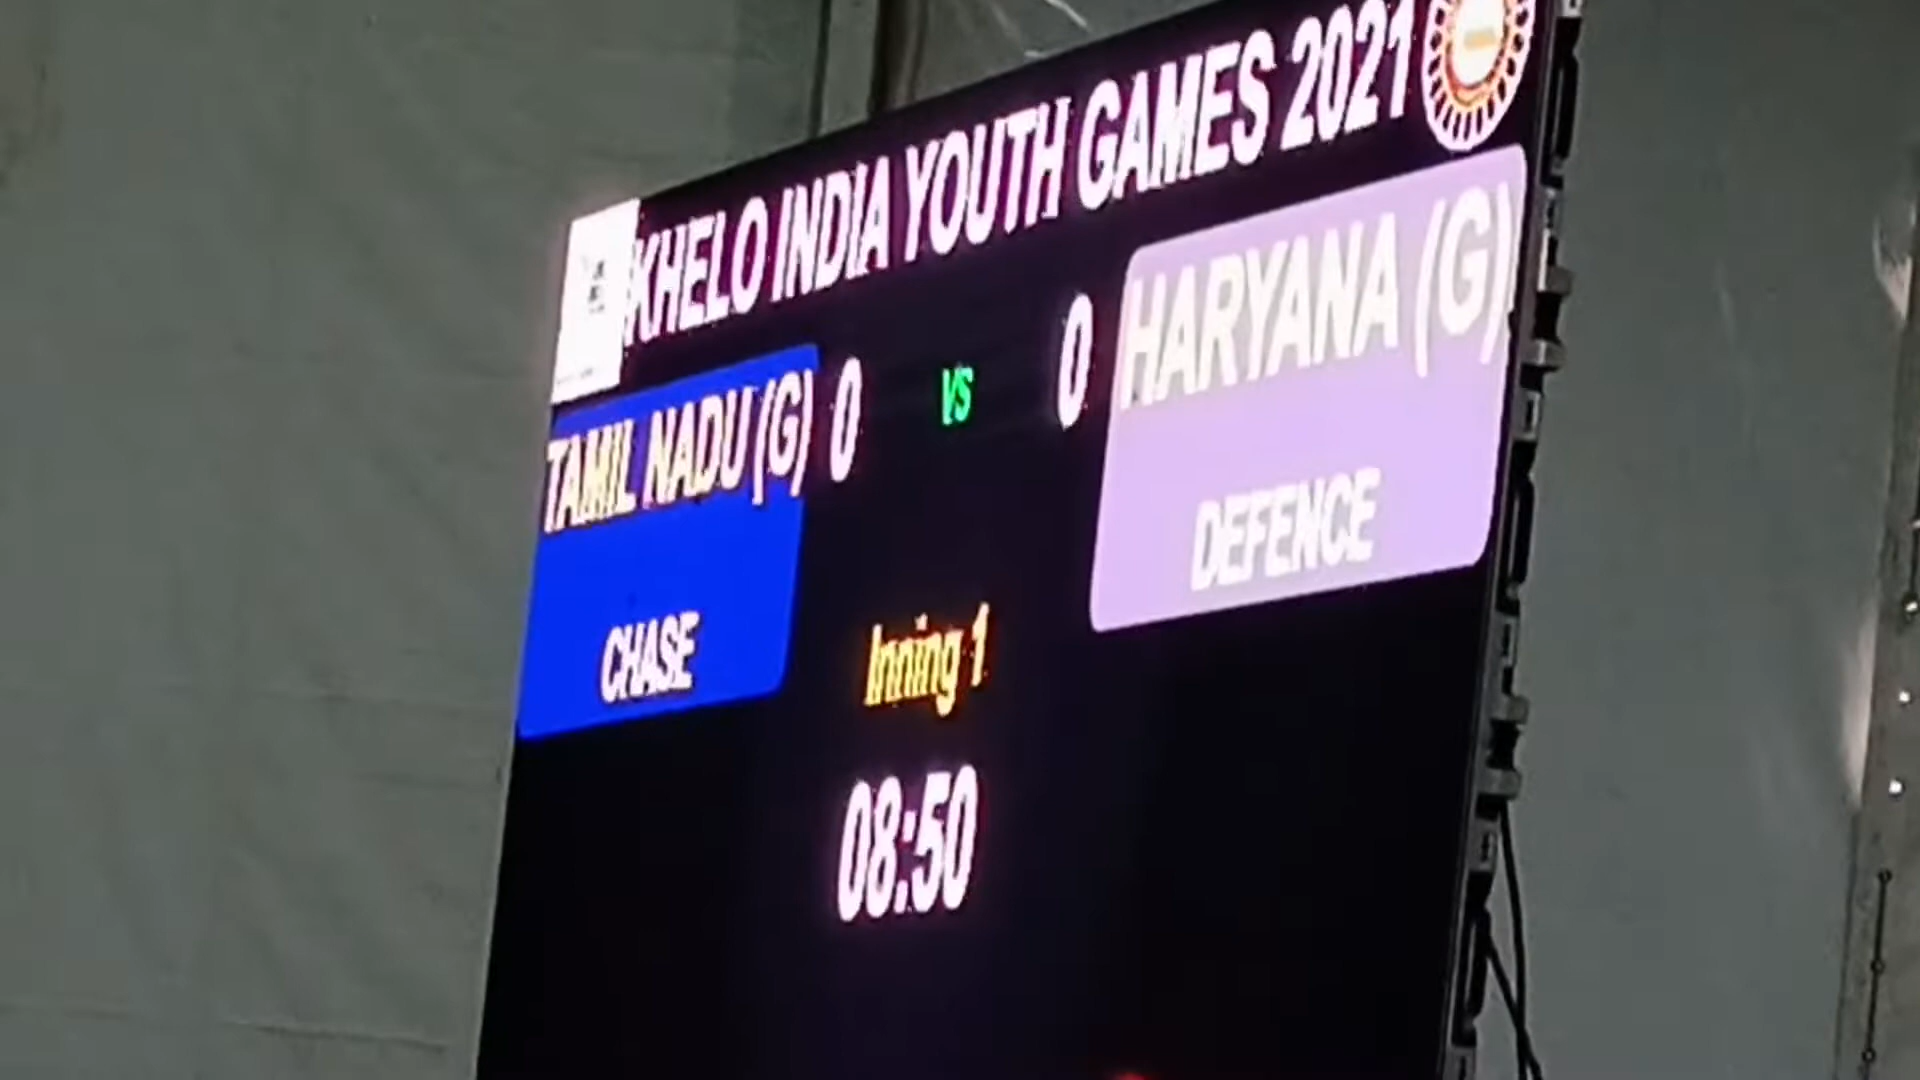 KHELO INDIA YOUTH GAMES 2021
TAMIL NADU (G) 0 VS 0 HARYANA (G)
CHASE DEFENCE
Inning 1
08:50